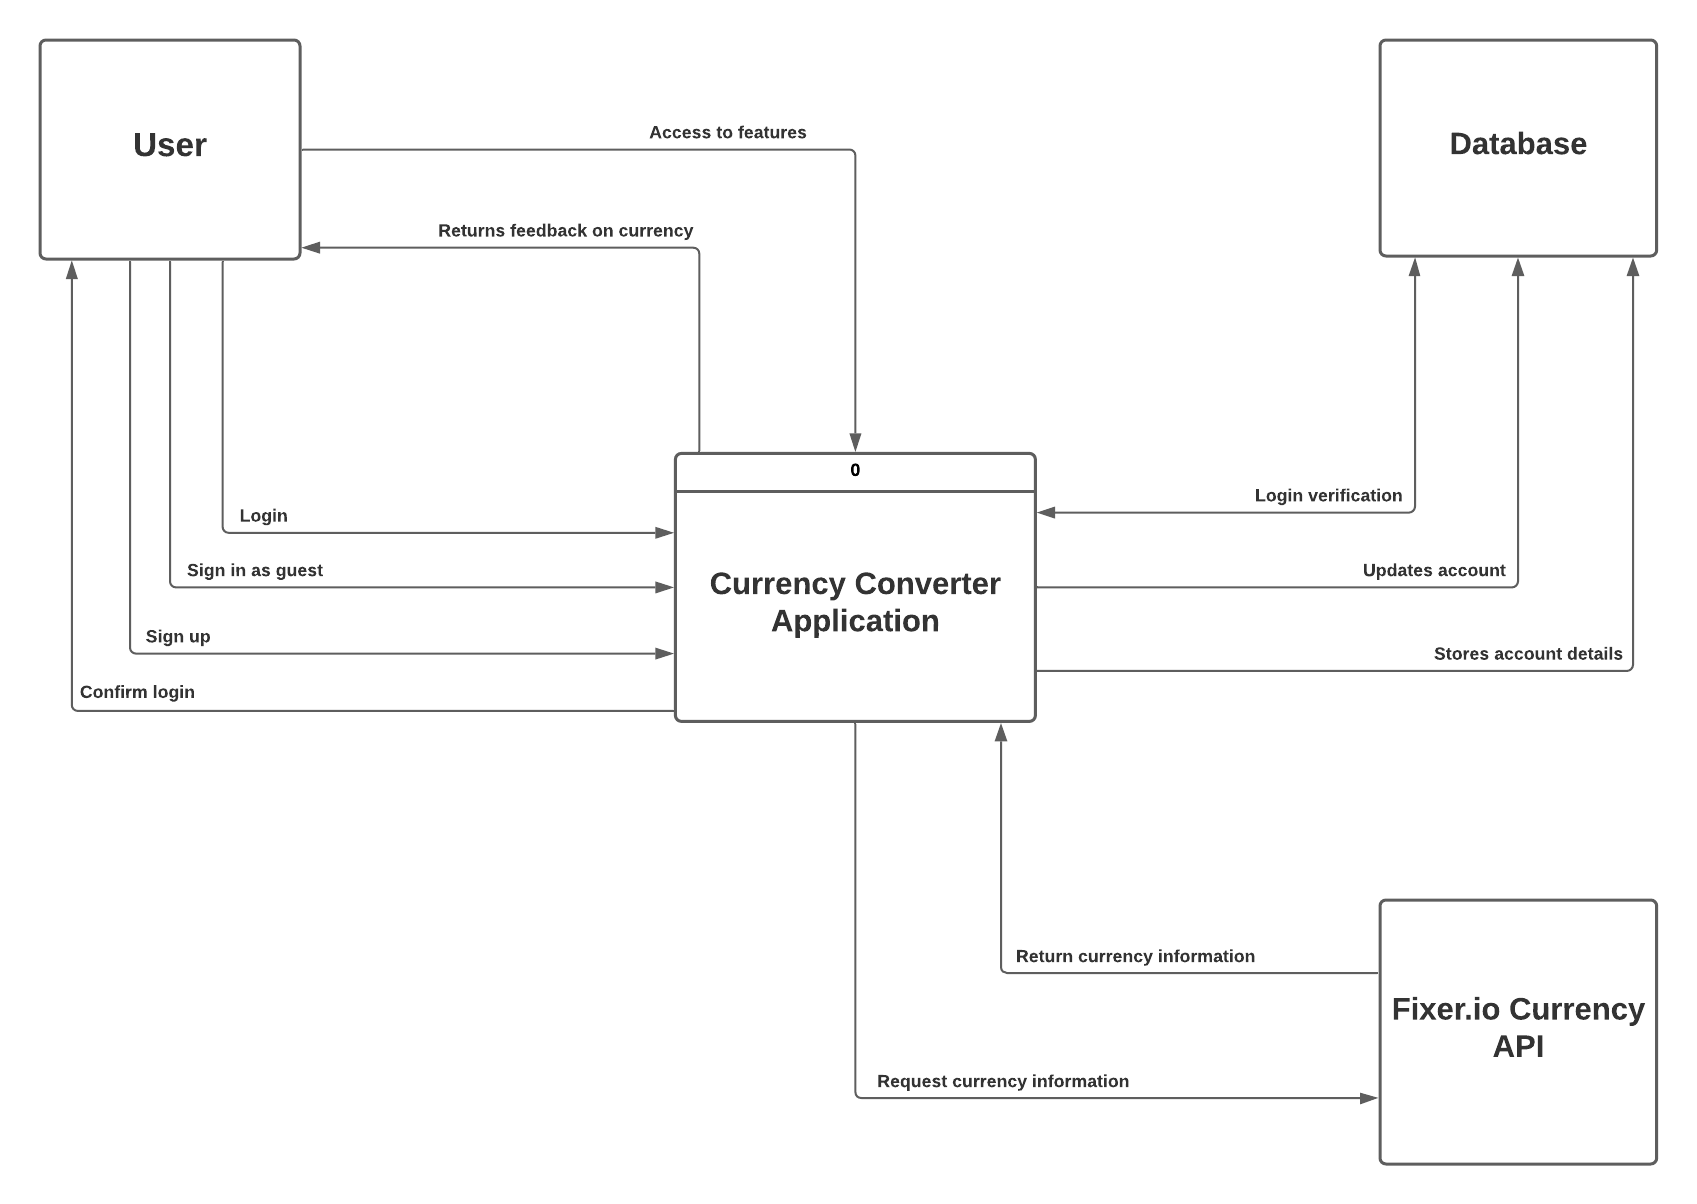 User
Database
Access to features
Returns feedback on currency
0
Currency Converter
Application
Login
Sign in as guest
Sign up
Confirm login
Login verification
Updates account
Stores account details
Return currency information
Request currency information
Fixer.io Currency
API